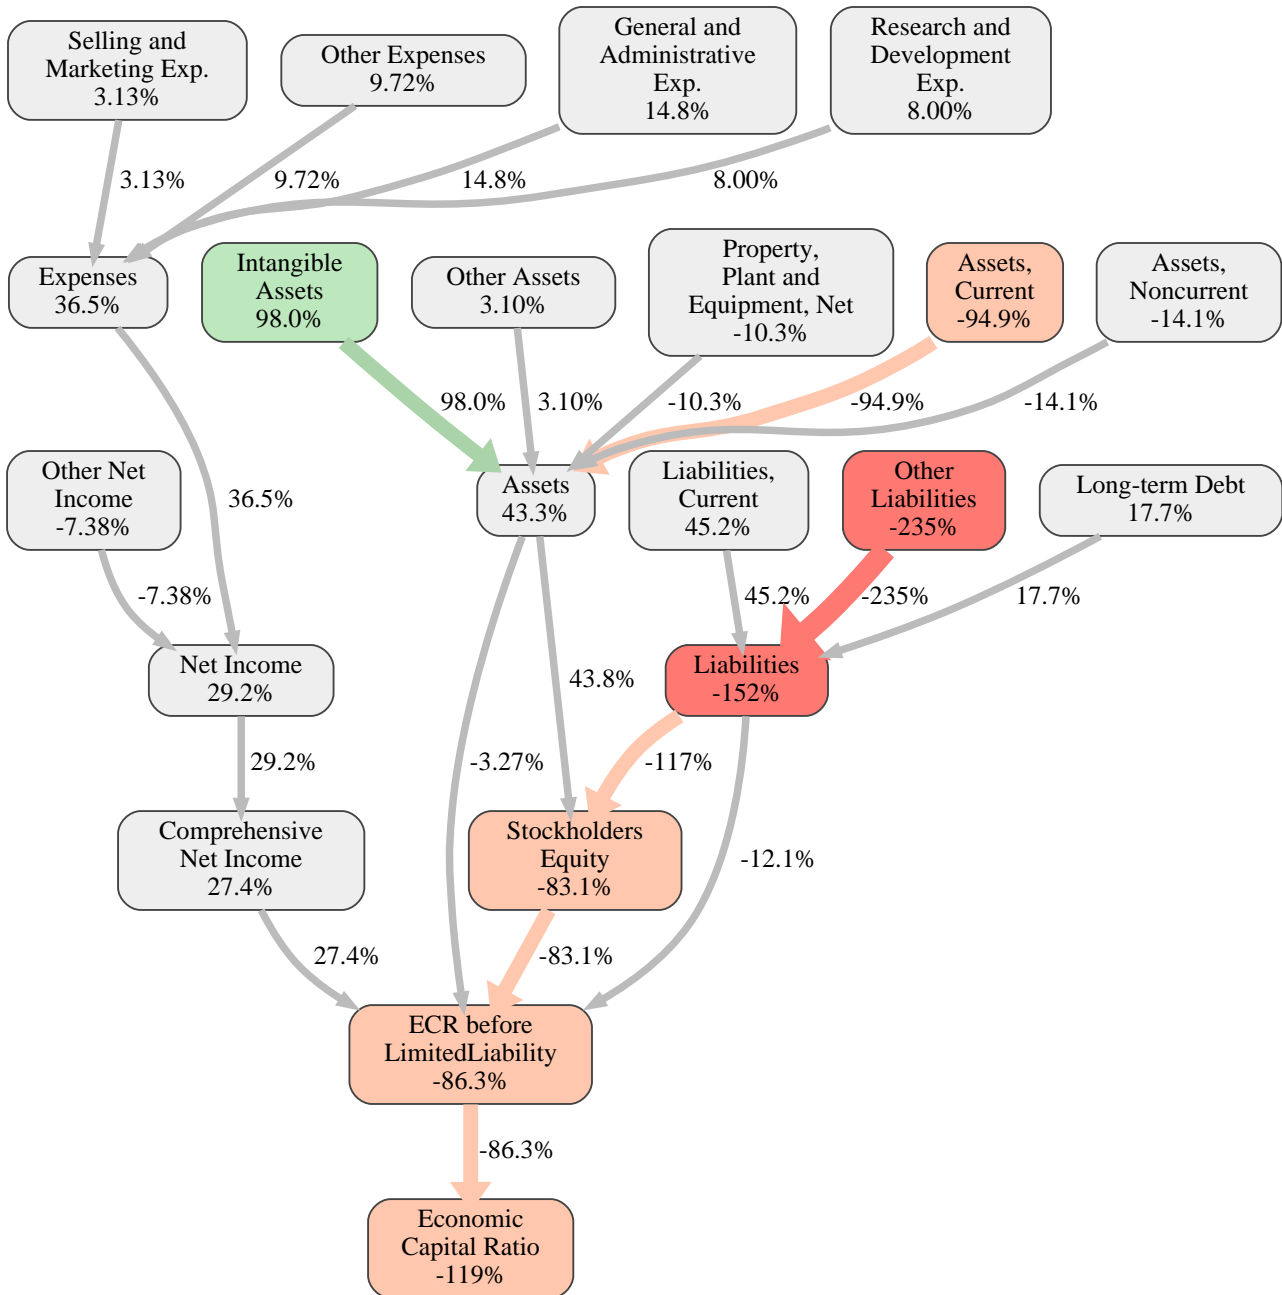 Selling and
Marketing Exp.
3.13%
Other Expenses
9.72%
General and
Administrative
Exp.
14.8%
Research and
Development
Exp.
8.00%
3.13%
9.72%
14.8%
8.00%
Expenses
36.5%
Intangible
Assets
98.0%
Other Assets
3.10%
Property,
Plant and
Equipment, Net
-10.3%
Assets,
Current
-94.9%
Assets,
Noncurrent
-14.1%
98.0%
3.10%
-10.3%
-94.9%
-14.1%
Other Net
Income
-7.38%
36.5%
Assets
43.3%
Liabilities,
Current
45.2%
Other
Liabilities
-235%
Long-term Debt
17.7%
-7.38%
45.2%
-235%
17.7%
Net Income
29.2%
43.8%
Liabilities
-152%
29.2%
-3.27%
-117%
Comprehensive
Net Income
27.4%
Stockholders
Equity
-83.1%
-12.1%
27.4%
-83.1%
ECR before
LimitedLiability
-86.3%
-86.3%
Economic
Capital Ratio
-119%